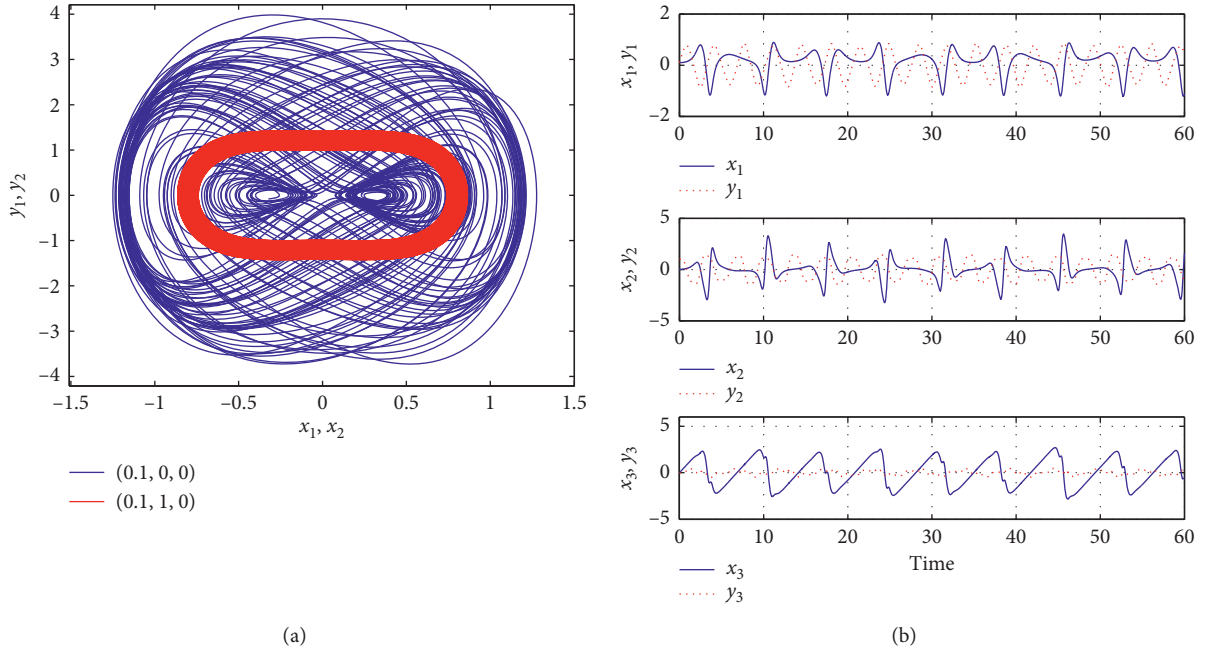 4
3
2
1
0
−1
−2
−3
−4
y1, y2
−1.5 −1 −0.5 0 0.5 1 1.5
x1, x2
(0.1, 0, 0)
(0.1, 1, 0)
(a)
2
0
−2
x1, y1
0 10 20 30 40 50 60
x1
y1
5
0
−5
x2, y2
0 10 20 30 40 50 60
x2
y2
5
0
−5
x3, y3
0 10 20 30 40 50 60
Time
x3
y3
(b)